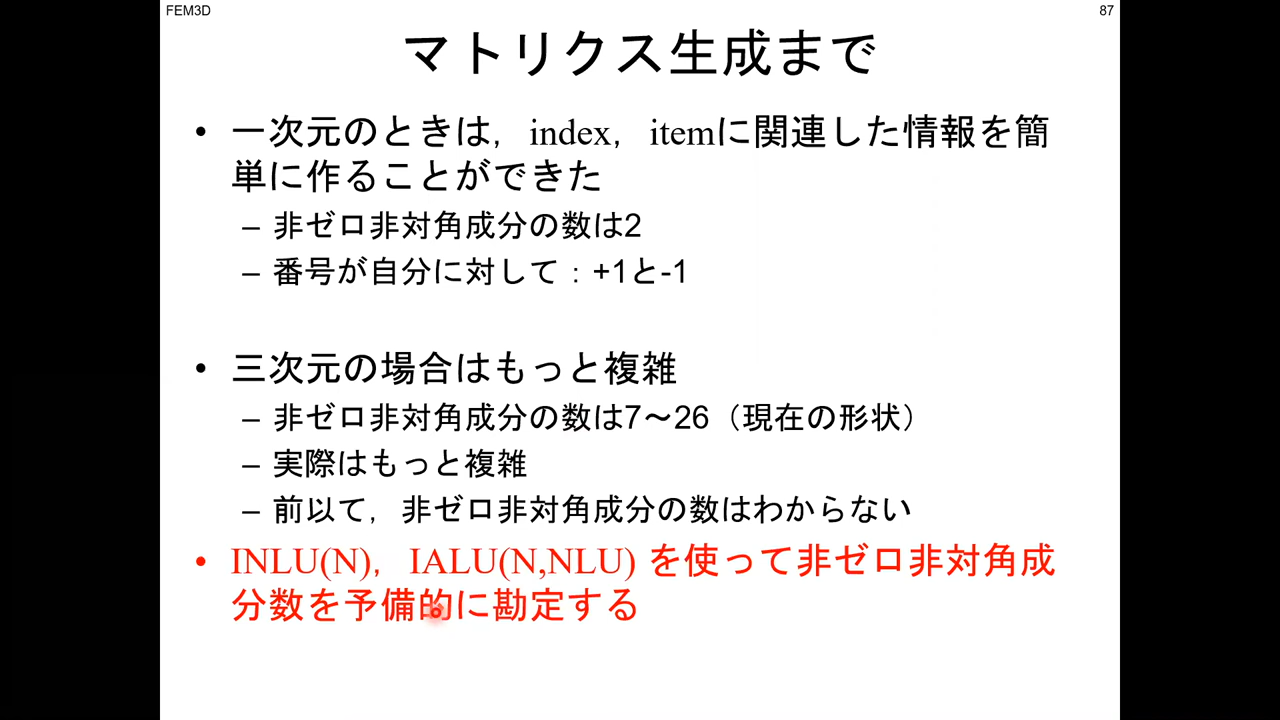 FEM3D
87
マトリクス生成まで
• 一次元のときは，index，itemに関連した情報を簡
単に作ることができた
– 非ゼロ非対角成分の数は2
– 番号が自分に対して：+1と-1
• 三次元の場合はもっと複雑
– 非ゼロ非対角成分の数は7～26（現在の形状）
– 実際はもっと複雑
– 前以て，非ゼロ非対角成分の数はわからない
• INLU(N)，IALU(N,NLU) を使って非ゼロ非対角成
分数を予備的に勘定する